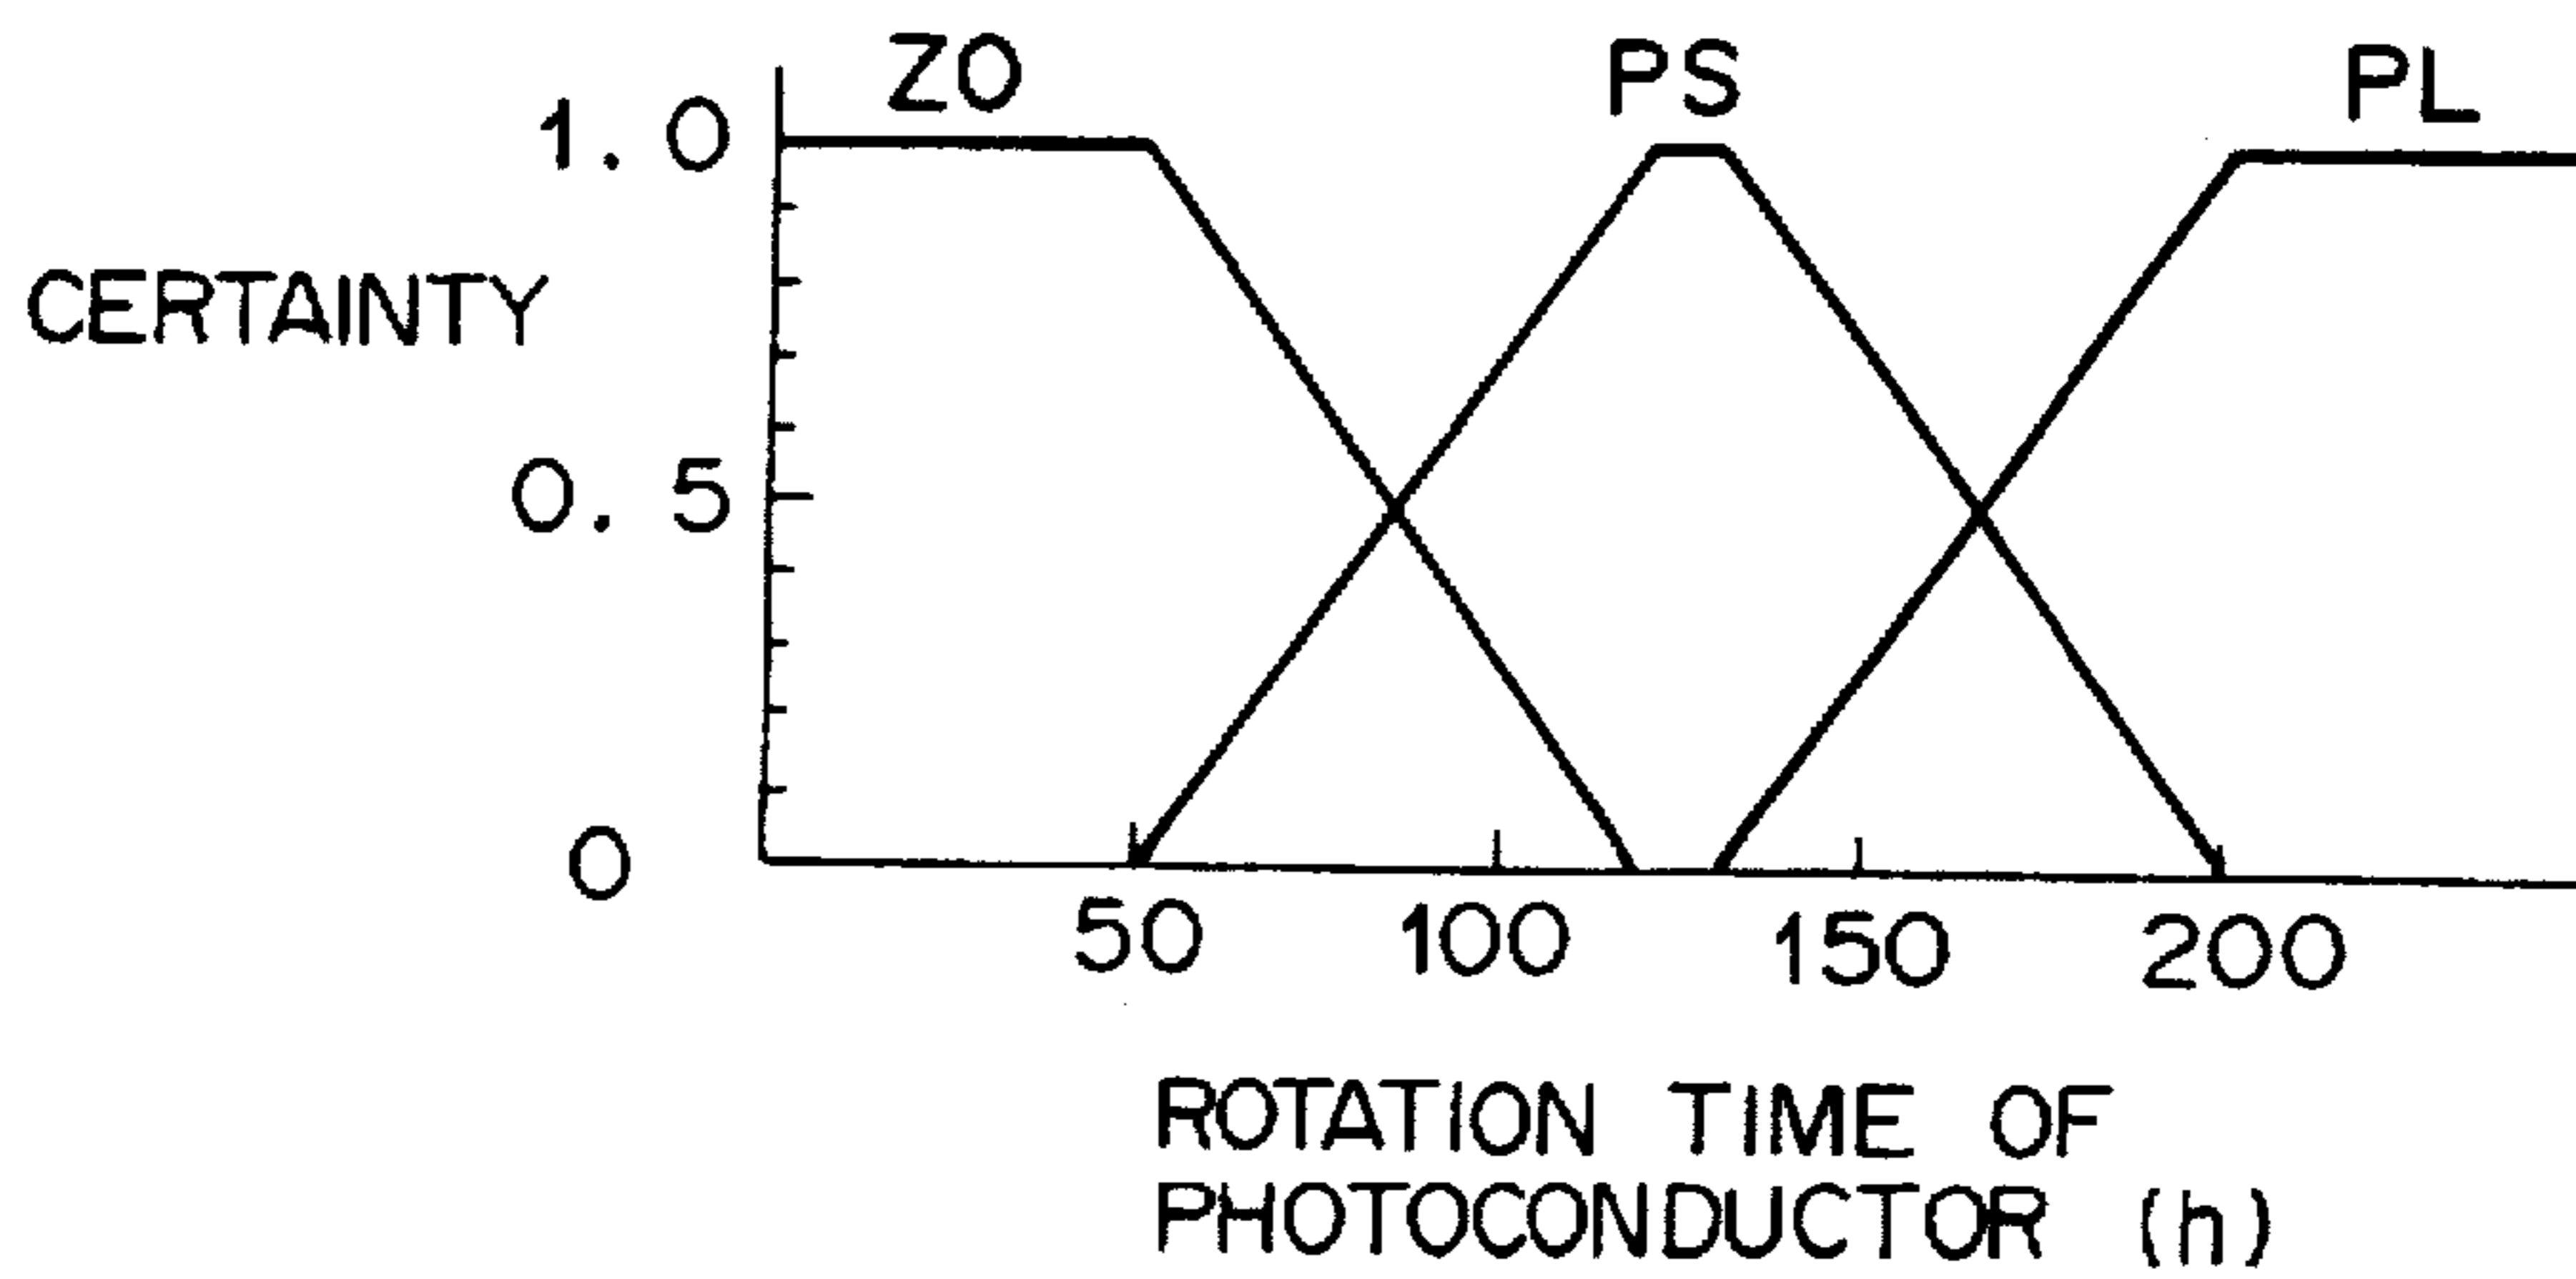 ZO PS PL
1.0
CERTAINTY
0.5
0
50 100 150 200
ROTATION TIME OF
PHOTOCONDUCTOR (h)